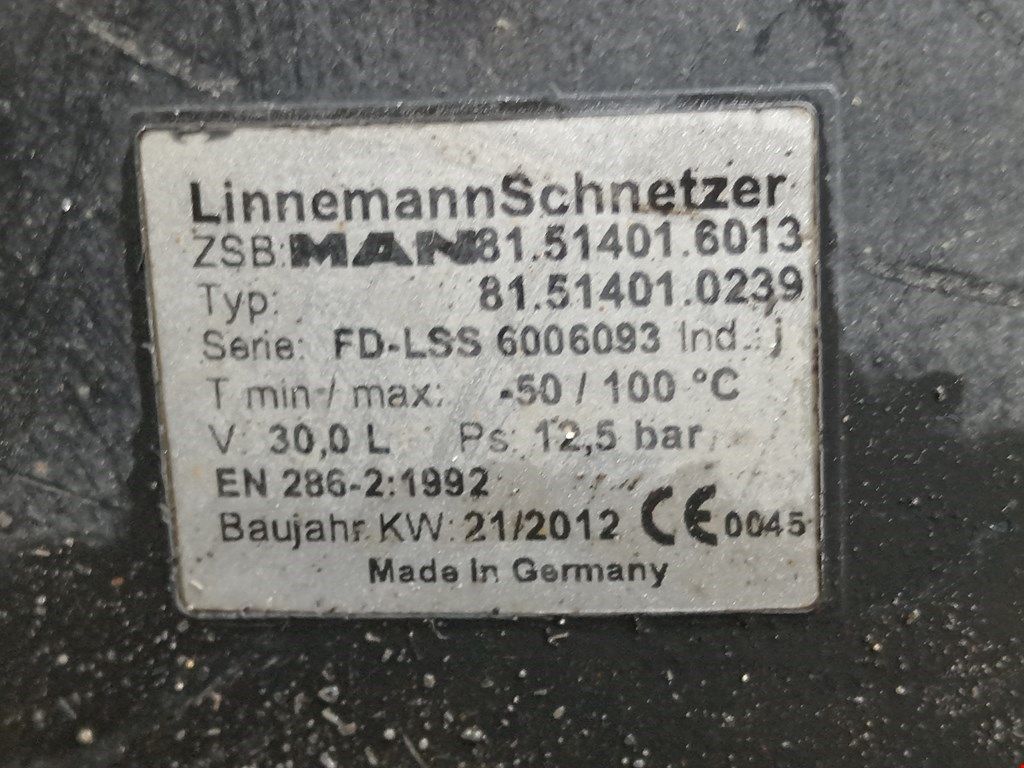 LinnemannSchnetzer
ZSB: MAN 81.51401.6013
Typ: 81.51401.0239
Serie: FD-LSS 6006093 Ind.: j
T min / max: -50 / 100 °C
V: 30,0 L Ps: 12,5 bar
EN 286-2:1992
Baujahr KW: 21/2012 CE 0045
Made In Germany